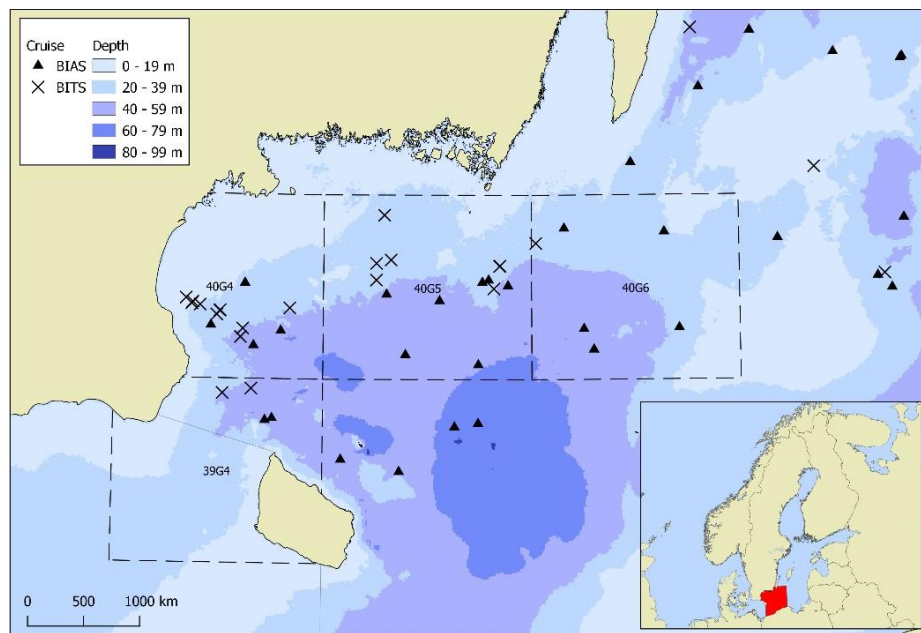 Cruise Depth
▲ BIAS 0 - 19 m
× BITS 20 - 39 m
40 - 59 m
60 - 79 m
80 - 99 m
40G4
40G5
40G6
39G4
0 500 1000 km